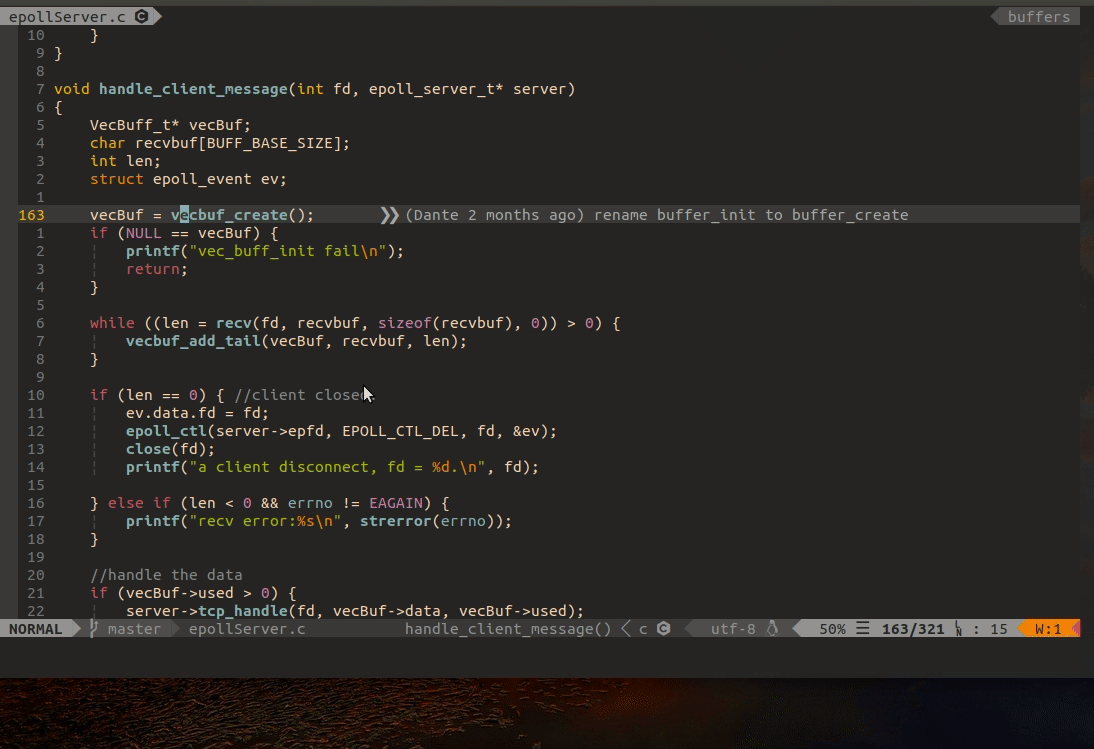 epollServer.c
buffers
10     }
9 }
8
7 void handle_client_message(int fd, epoll_server_t* server)
6 {
5     VecBuff_t* vecBuf;
4     char recvbuf[BUFF_BASE_SIZE];
3     int len;
2     struct epoll_event ev;
1
163     vecBuf = vecbuf_create();       ❯❯ (Dante 2 months ago) rename buffer_init to buffer_create
1     if (NULL == vecBuf) {
2     ¦   printf("vec_buff_init fail\n");
3     ¦   return;
4     }
5
6     while ((len = recv(fd, recvbuf, sizeof(recvbuf), 0)) > 0) {
7     ¦   vecbuf_add_tail(vecBuf, recvbuf, len);
8     }
9
10     if (len == 0) { //client close
11     ¦   ev.data.fd = fd;
12     ¦   epoll_ctl(server->epfd, EPOLL_CTL_DEL, fd, &ev);
13     ¦   close(fd);
14     ¦   printf("a client disconnect, fd = %d.\n", fd);
15
16     } else if (len < 0 && errno != EAGAIN) {
17     ¦   printf("recv error:%s\n", strerror(errno));
18     }
19
20     //handle the data
21     if (vecBuf->used > 0) {
22     ¦   server->tcp_handle(fd, vecBuf->data, vecBuf->used);
NORMAL master epollServer.c handle_client_message() < c utf-8 50% ☰ 163/321 : 15 W:1